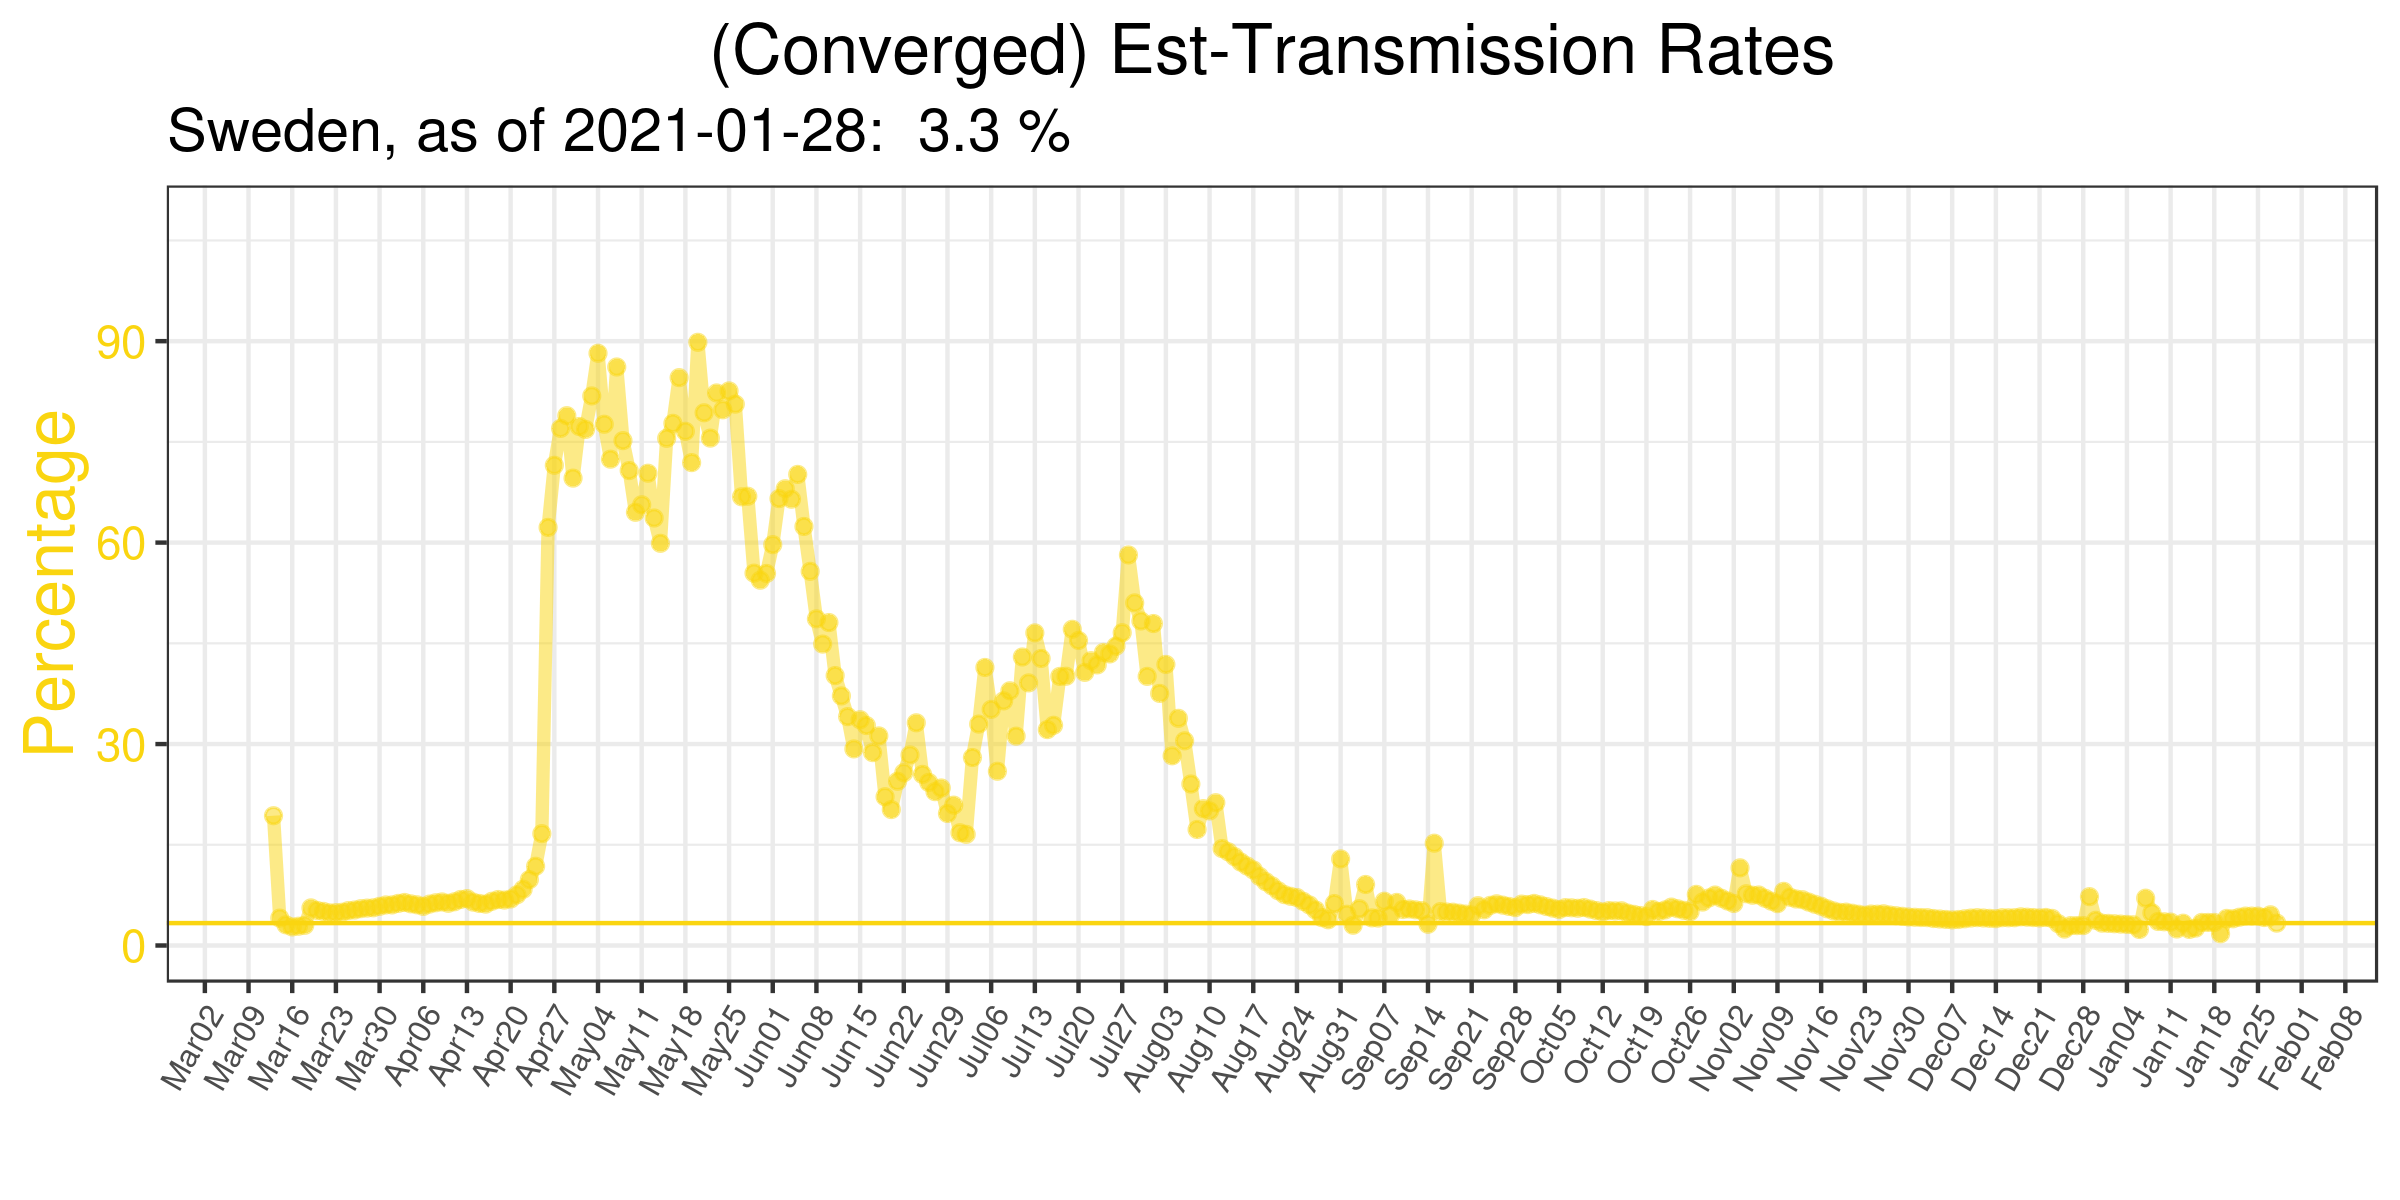 (Converged) Est-Transmission Rates
Sweden, as of 2021-01-28:  3.3 %
Percentage
90
60
30
0
Mar02
Mar09
Mar16
Mar23
Mar30
Apr06
Apr13
Apr20
Apr27
May04
May11
May18
May25
Jun01
Jun08
Jun15
Jun22
Jun29
Jul06
Jul13
Jul20
Jul27
Aug03
Aug10
Aug17
Aug24
Aug31
Sep07
Sep14
Sep21
Sep28
Oct05
Oct12
Oct19
Oct26
Nov02
Nov09
Nov16
Nov23
Nov30
Dec07
Dec14
Dec21
Dec28
Jan04
Jan11
Jan18
Jan25
Feb01
Feb08